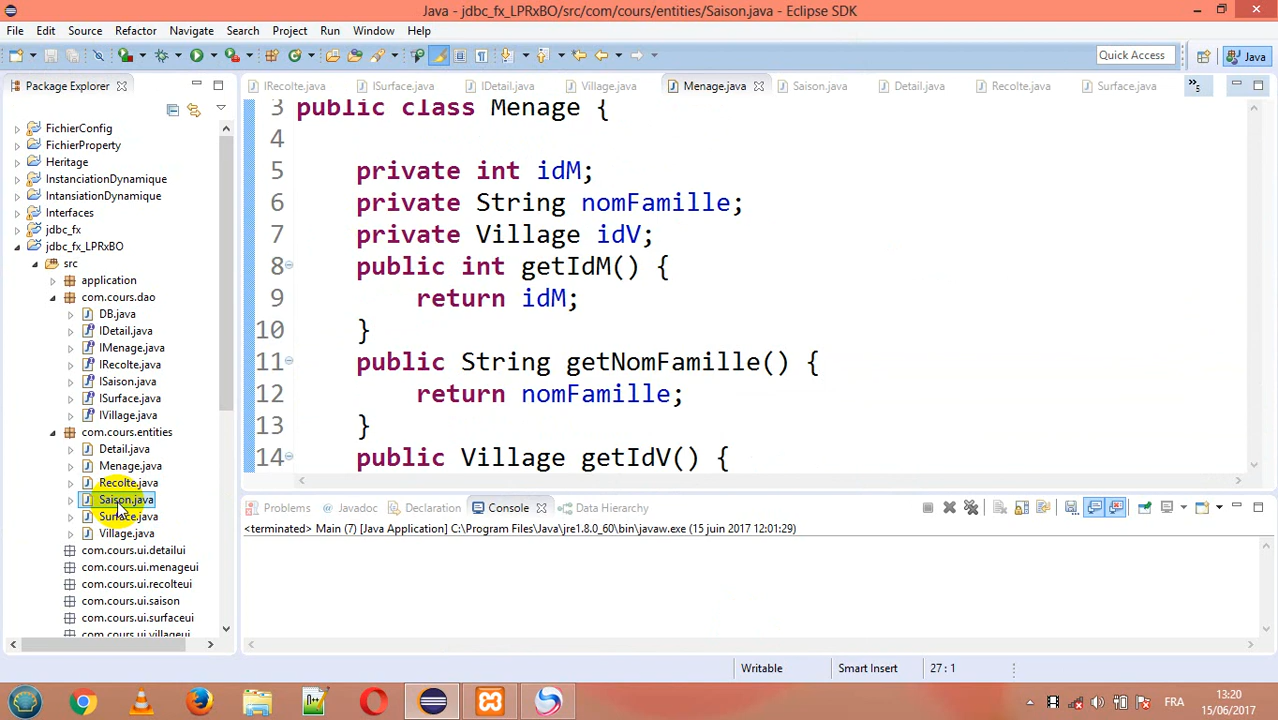 Java - jdbc_fx_LPRxBO/src/com/cours/entities/Saison.java - Eclipse SDK
File Edit Source Refactor Navigate Search Project Run Window Help
Quick Access Java
Package Explorer
FichierConfig
FichierProperty
Heritage
InstanciationDynamique
IntansiationDynamique
Interfaces
jdbc_fx
jdbc_fx_LPRxBO
src
application
com.cours.dao
DB.java
IDetail.java
IMenage.java
IRecolte.java
ISaison.java
ISurface.java
IVillage.java
com.cours.entities
Detail.java
Menage.java
Recolte.java
Saison.java
Surface.java
Village.java
com.cours.ui.detailui
com.cours.ui.menageui
com.cours.ui.recolteui
com.cours.ui.saison
com.cours.ui.surfaceui
com.cours.ui.villageui
IRecolte.java ISurface.java IDetail.java Village.java Menage.java Saison.java Detail.java Recolte.java Surface.java »5
3 public class Menage {
4
5 private int idM;
6 private String nomFamille;
7 private Village idV;
8 public int getIdM() {
9 return idM;
10 }
11 public String getNomFamille() {
12 return nomFamille;
13 }
14 public Village getIdV() {
Problems Javadoc Declaration Console Data Hierarchy
<terminated> Main (7) [Java Application] C:\Program Files\Java\jre1.8.0_60\bin\javaw.exe (15 juin 2017 12:01:29)
Writable Smart Insert 27 : 1
FRA
13:20
15/06/2017